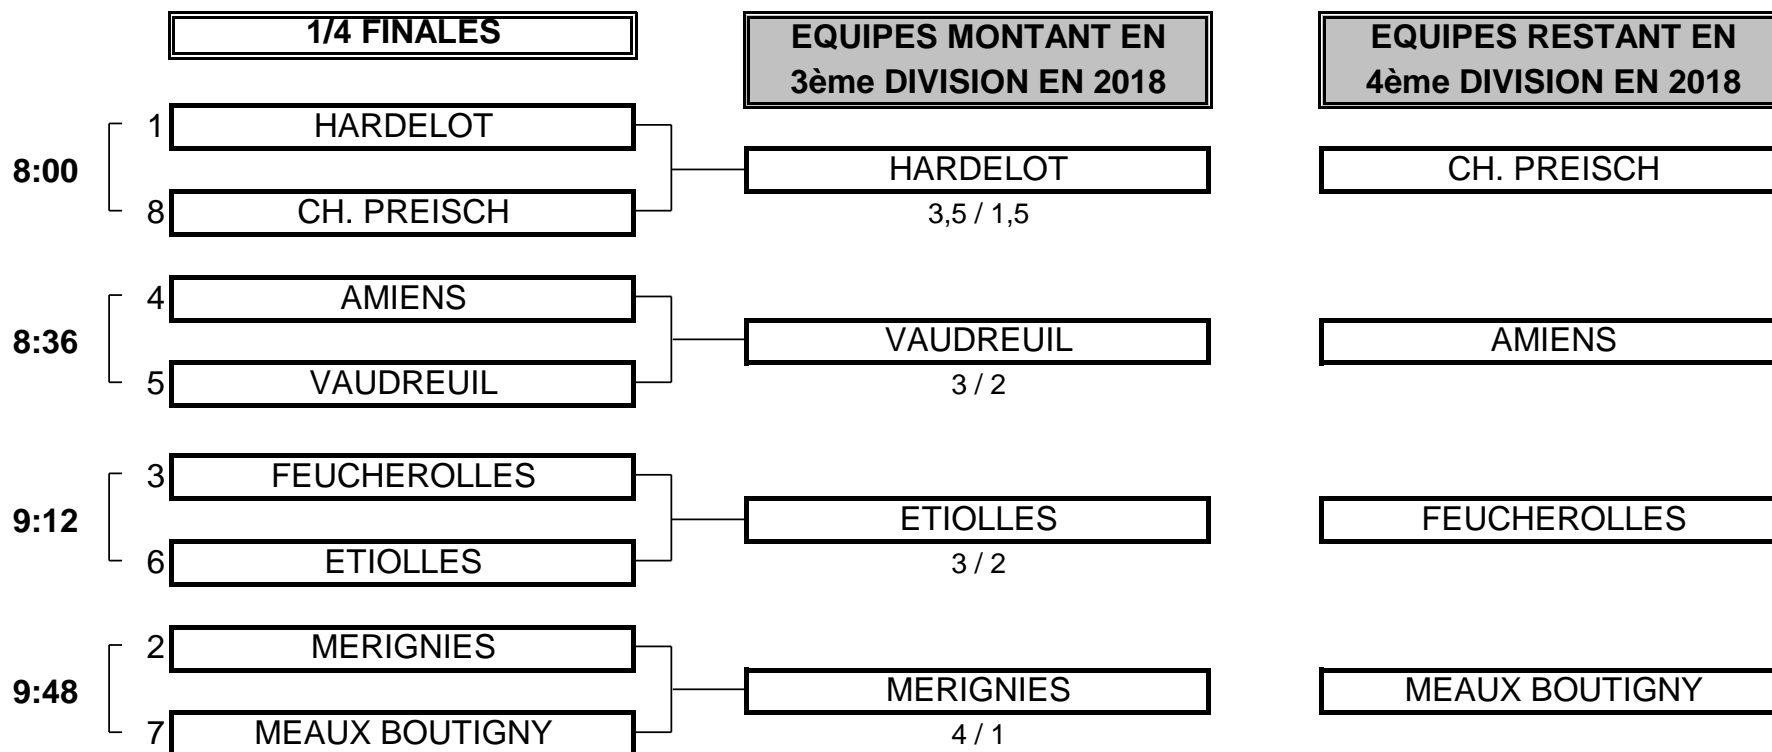 1/4 FINALES
EQUIPES MONTANT EN
3ème DIVISION EN 2018
EQUIPES RESTANT EN
4ème DIVISION EN 2018
8:00
1 HARDELOT
8 CH. PREISCH
HARDELOT
3,5 / 1,5
CH. PREISCH
8:36
4 AMIENS
5 VAUDREUIL
VAUDREUIL
3 / 2
AMIENS
9:12
3 FEUCHEROLLES
6 ETIOLLES
ETIOLLES
3 / 2
FEUCHEROLLES
9:48
2 MERIGNIES
7 MEAUX BOUTIGNY
MERIGNIES
4 / 1
MEAUX BOUTIGNY